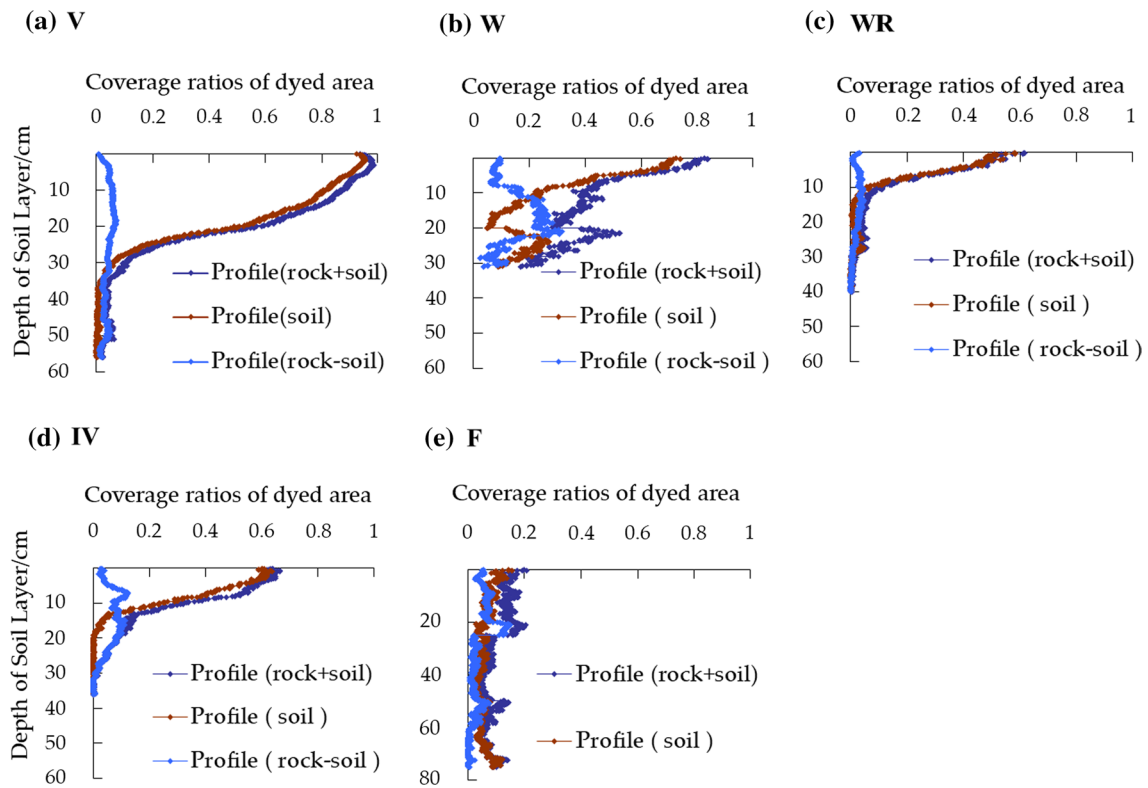 (a) V
Coverage ratios of dyed area
0 0.2 0.4 0.6 0.8 1
Depth of Soil Layer/cm
10
20
30
40
50
60
Profile(rock+soil)
Profile(soil)
Profile(rock-soil)
(b) W
Coverage ratios of dyed area
0 0.2 0.4 0.6 0.8 1
10
20
30
40
50
60
Profile (rock+soil)
Profile ( soil )
Profile ( rock-soil )
(c) WR
Coverage ratios of dyed area
0 0.2 0.4 0.6 0.8 1
10
20
30
40
50
60
Profile (rock+soil)
Profile ( soil )
Profile ( rock-soil )
(d) IV
Coverage ratios of dyed area
0 0.2 0.4 0.6 0.8 1
Depth of Soil Layer/cm
10
20
30
40
50
60
Profile (rock+soil)
Profile ( soil )
Profile ( rock-soil )
(e) F
Coverage ratios of dyed area
0 0.2 0.4 0.6 0.8 1
20
40
60
80
Profile (rock+soil)
Profile ( soil )